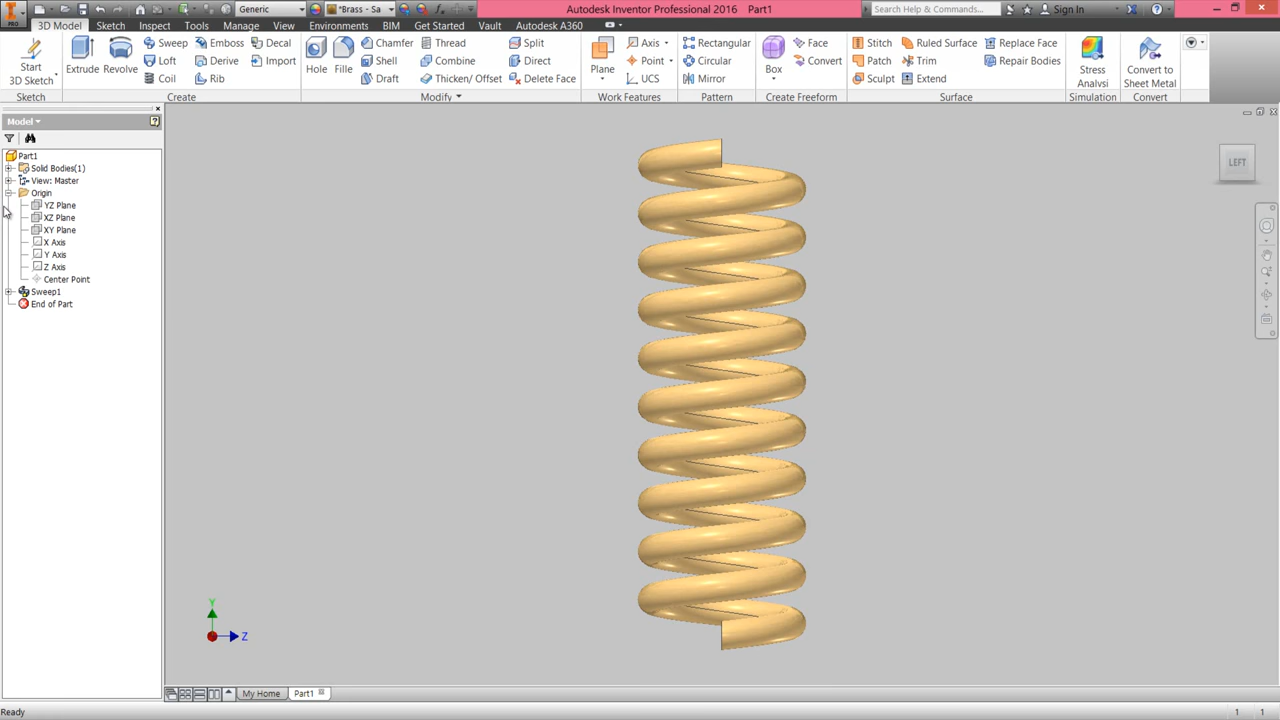 PRO
Generic
*Brass - Sa
Autodesk Inventor Professional 2016 Part1
Search Help & Commands...
Sign In
3D Model
Sketch
Inspect
Tools
Manage
View
Environments
BIM
Get Started
Vault
Autodesk A360
Start
3D Sketch
Extrude
Revolve
Sweep
Loft
Coil
Emboss
Derive
Rib
Decal
Import
Hole
Fille
Chamfer
Shell
Draft
Thread
Combine
Thicken/ Offset
Split
Direct
Delete Face
Plane
Axis
Point
UCS
Rectangular
Circular
Mirror
Box
Face
Convert
Stitch
Patch
Sculpt
Ruled Surface
Trim
Extend
Replace Face
Repair Bodies
Stress
Analysi
Convert to
Sheet Metal
Sketch
Create
Modify
Work Features
Pattern
Create Freeform
Surface
Simulation
Convert
Model
Part1
Solid Bodies(1)
View: Master
Origin
YZ Plane
XZ Plane
XY Plane
X Axis
Y Axis
Z Axis
Center Point
Sweep1
End of Part
LEFT
Y
Z
My Home
Part1
Ready
1
1